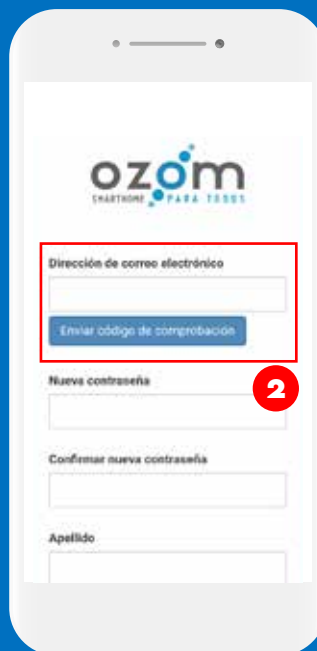 ozom
SMARTHOME PARA TODOS
Dirección de correo electrónico
Enviar código de comprobación
Nueva contraseña
2
Confirmar nueva contraseña
Apellido